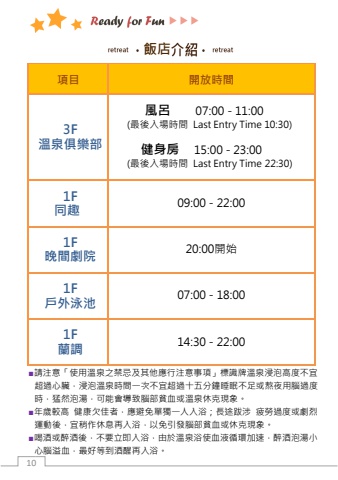 Ready for Fun
retreat • 飯店介紹 • retreat
項目 開放時間
3F
溫泉俱樂部
風呂 07:00 - 11:00
(最後入場時間 Last Entry Time 10:30)
健身房 15:00 - 23:00
(最後入場時間 Last Entry Time 22:30)
1F
同趣
09:00 - 22:00
1F
晚間劇院
20:00開始
1F
戶外泳池
07:00 - 18:00
1F
蘭調
14:30 - 22:00
■請注意「使用溫泉之禁忌及其他應行注意事項」標識牌溫泉浸泡高度不宜
超過心臟，浸泡溫泉時間一次不宜超過十五分鐘睡眠不足或熬夜用腦過度
時，猛然泡湯，可能會導致腦部貧血或溫泉休克現象。
■年歲較高 健康欠佳者，應避免單獨一人入浴；長途跋涉 疲勞過度或劇烈
運動後，宜稍作休息再入浴，以免引發腦部貧血或休克現象。
■喝酒或醉酒後，不要立即入浴，由於溫泉浴使血液循環加速，醉酒泡湯小
心腦溢血，最好等到酒醒再入浴。
10